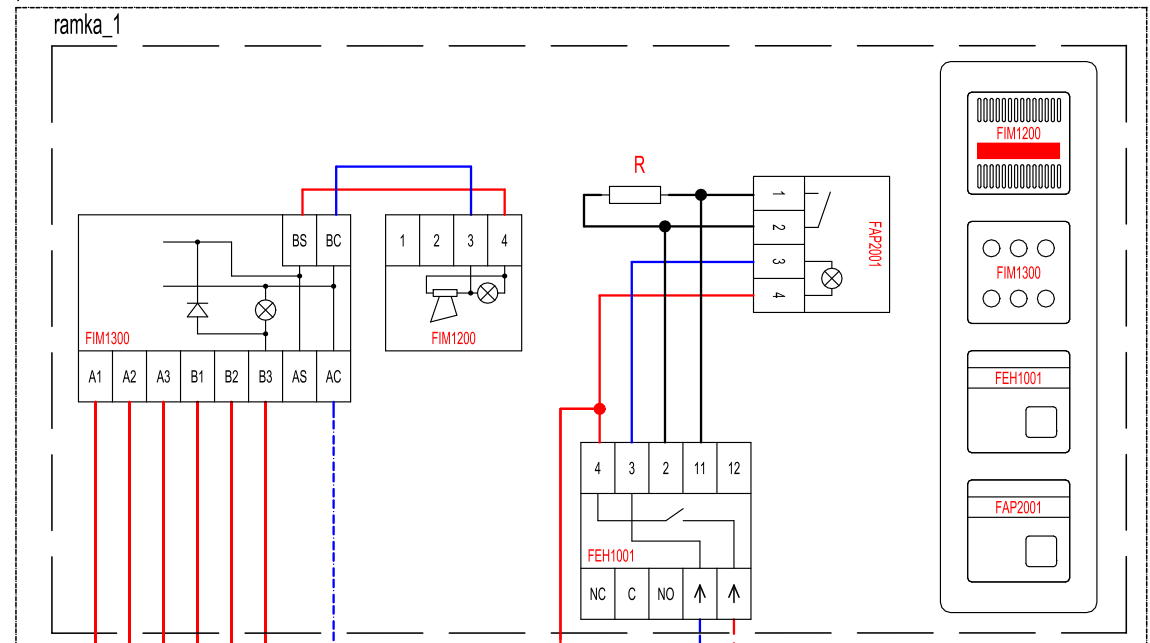 ramka_1
BS BC
FIM1300
A1 A2 A3 B1 B2 B3 AS AC
1 2 3 4
FIM1200
R
1
2
3
4
FAP2001
4 3 2 11 12
FEH1001
NC C NO
FIM1200
FIM1300
FEH1001
FAP2001